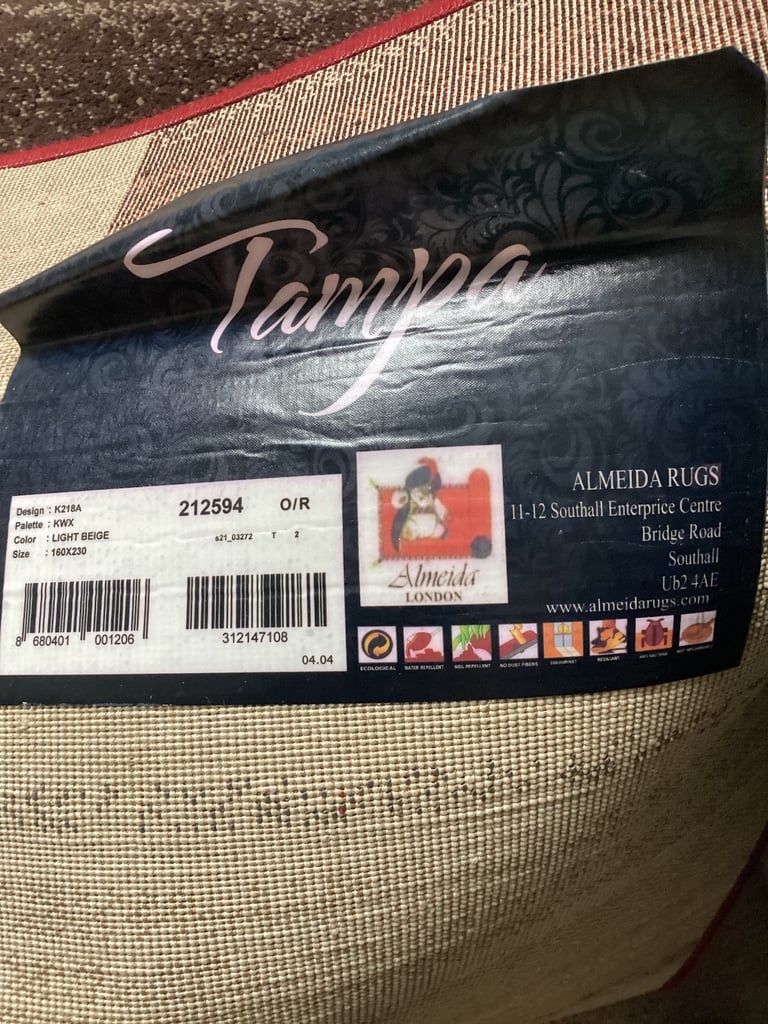 Tampa
Design : K218A
Palette : KWX
Color : LIGHT BEIGE
Size : 160X230
212594 O/R
s21_03272 T 2
8 680401 001206
312147108
04.04
Almeida
LONDON
ALMEIDA RUGS
11-12 Southall Enterprice Centre
Bridge Road
Southall
Ub2 4AE
www.almeidarugs.com
ECOLOGICAL
WATER REPELLENT
SOIL REPELLENT
NO DUST FIBERS
COLOURFAST
RESILIANT
ANTI BACTERIA